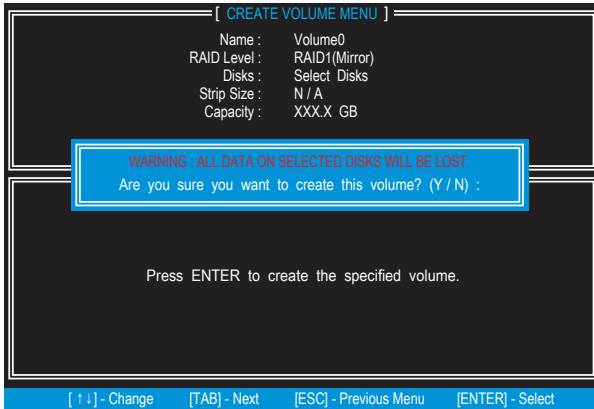 [ CREATE VOLUME MENU ]
Name : Volume0
RAID Level : RAID1(Mirror)
Disks : Select Disks
Strip Size : N / A
Capacity : XXX.X GB
WARNING : ALL DATA ON SELECTED DISKS WILL BE LOST.
Are you sure you want to create this volume? (Y / N) :
Press ENTER to create the specified volume.
[ ↑↓] - Change [TAB] - Next [ESC] - Previous Menu [ENTER] - Select